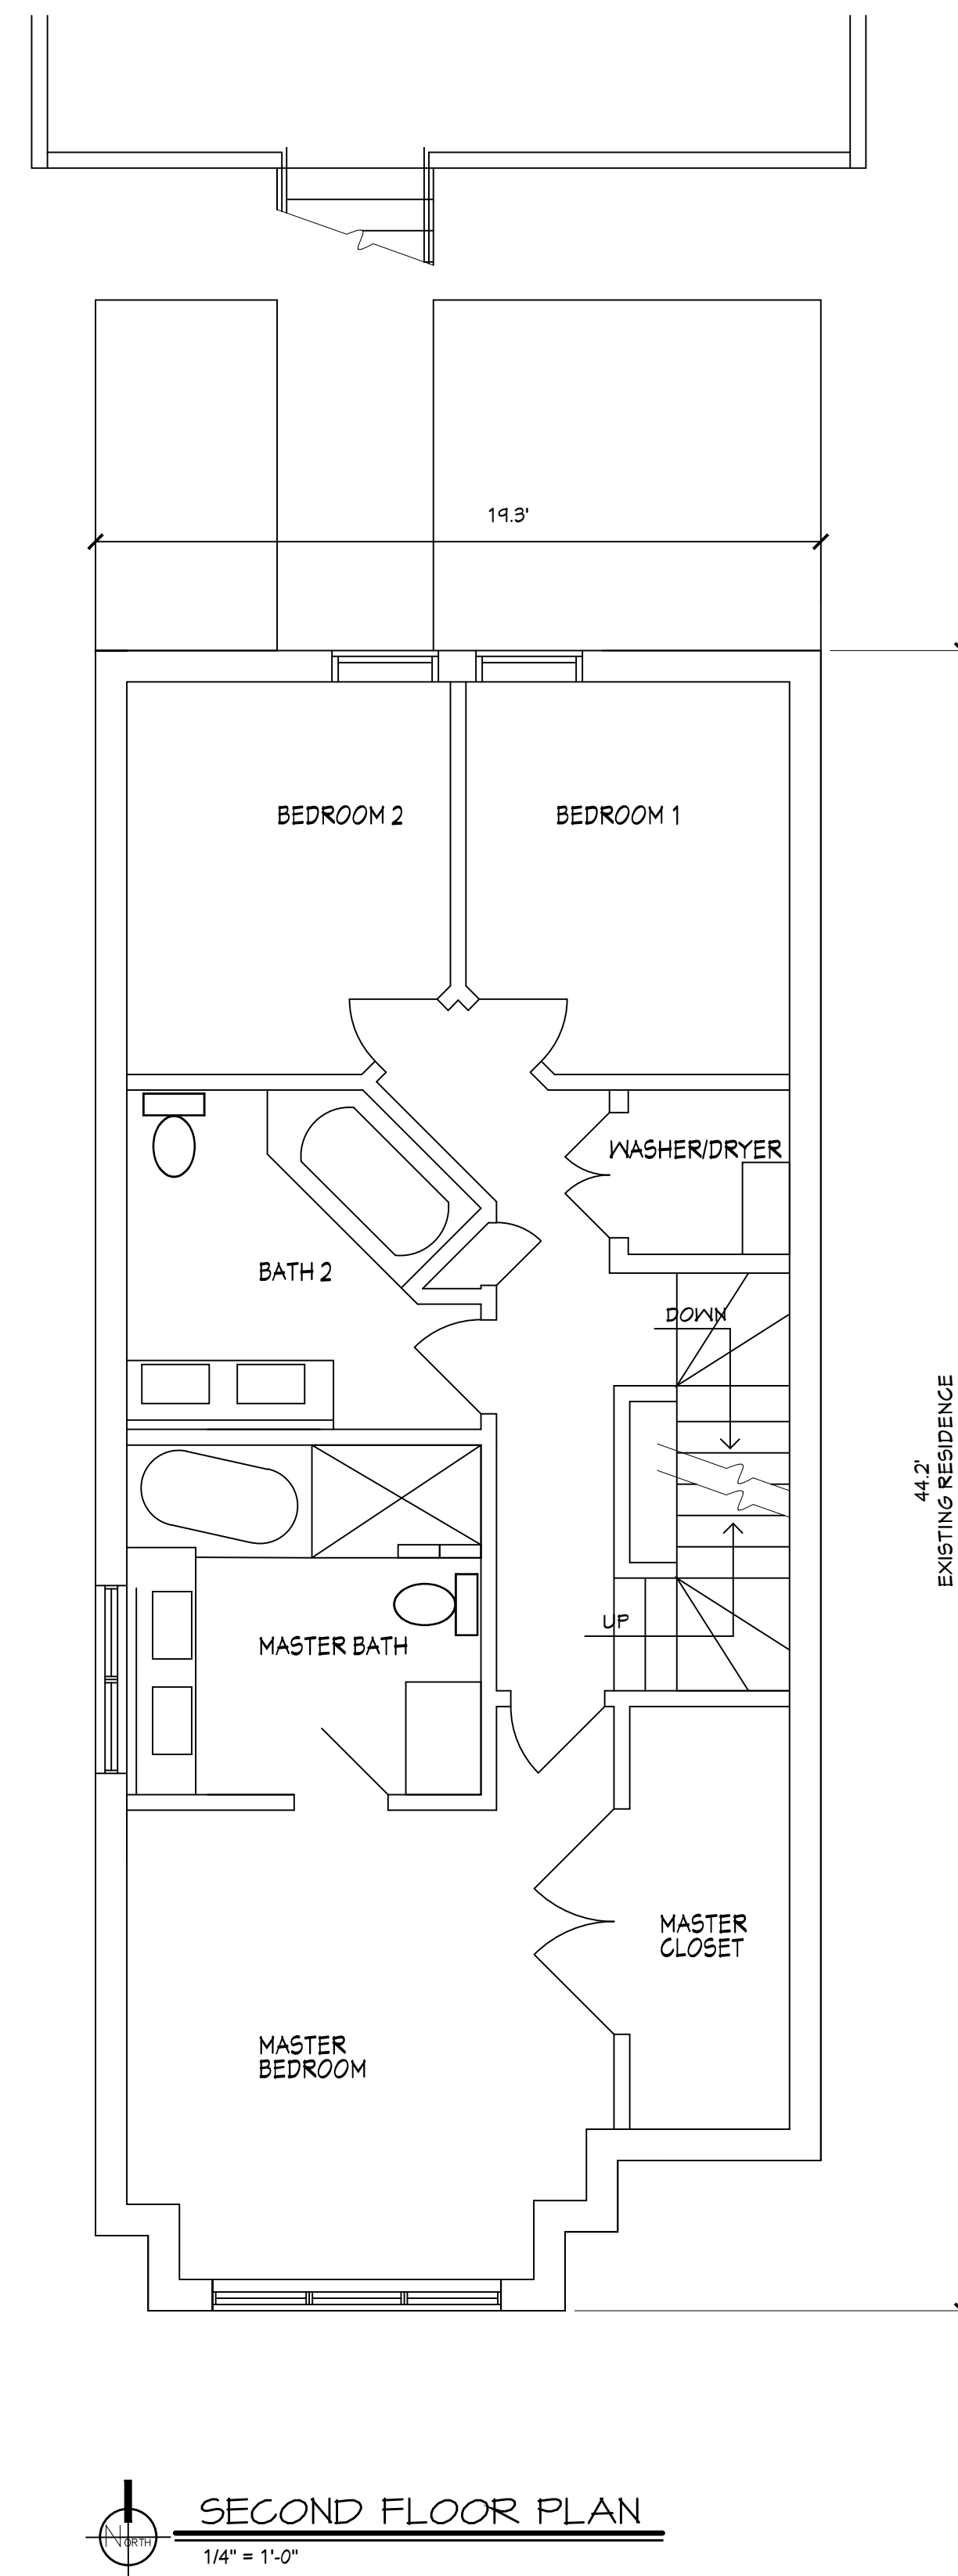 19.3'
BEDROOM 2
BEDROOM 1
WASHER/DRYER
BATH 2
DOWN
44.2'
EXISTING RESIDENCE
UP
MASTER BATH
MASTER
CLOSET
MASTER
BEDROOM
SECOND FLOOR PLAN
NORTH
1/4" = 1'-0"